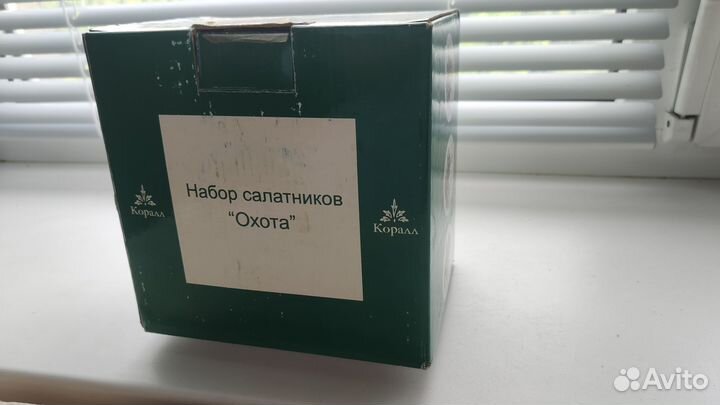 Набор салатников
“Охота”
Коралл
Коралл
Avito